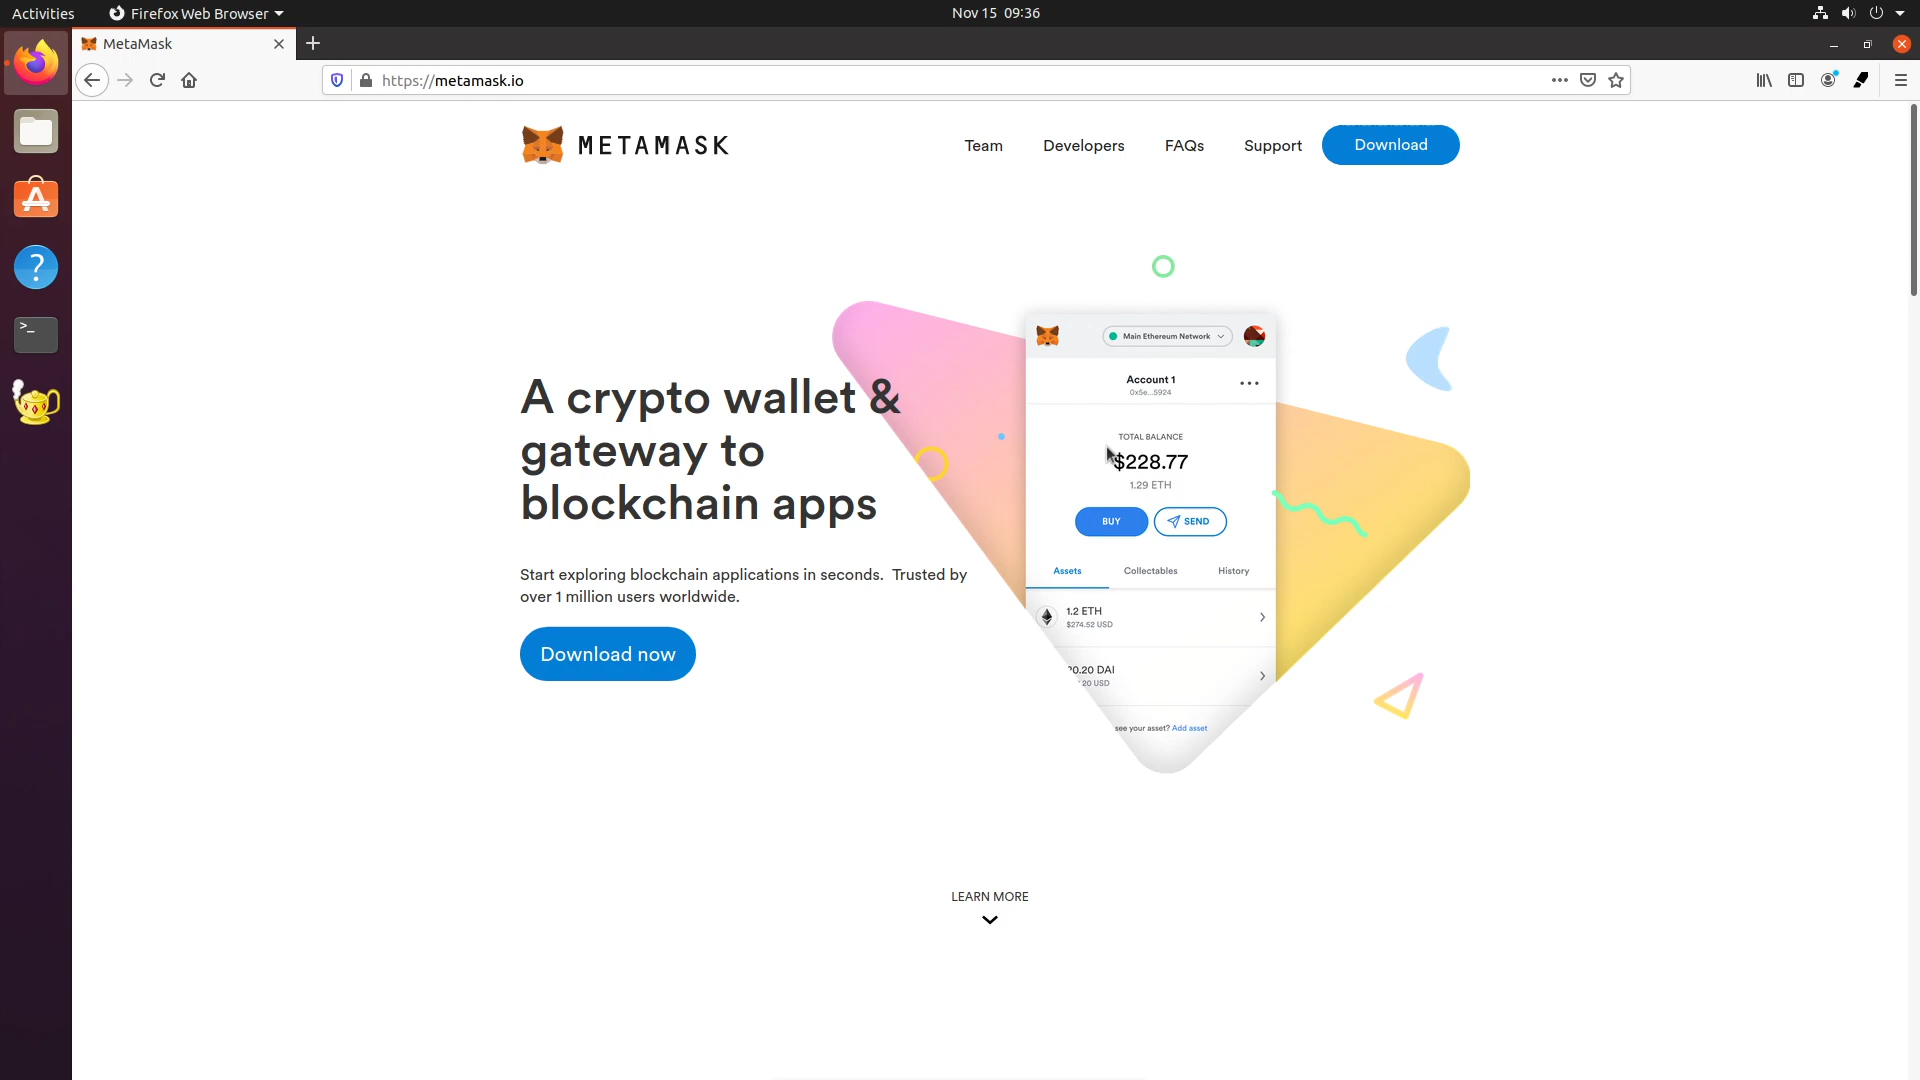 Activities
Firefox Web Browser
Nov 15 09:36
MetaMask
https://metamask.io
METAMASK
Team
Developers
FAQs
Support
Download
Main Ethereum Network
Account 1
0x5e...5924
A crypto wallet &
gateway to
blockchain apps
TOTAL BALANCE
$228.77
1.29 ETH
BUY
SEND
Assets
Collectables
History
Start exploring blockchain applications in seconds. Trusted by
over 1 million users worldwide.
1.2 ETH
$274.52 USD
Download now
0.20 DAI
20 USD
see your asset? Add asset
LEARN MORE